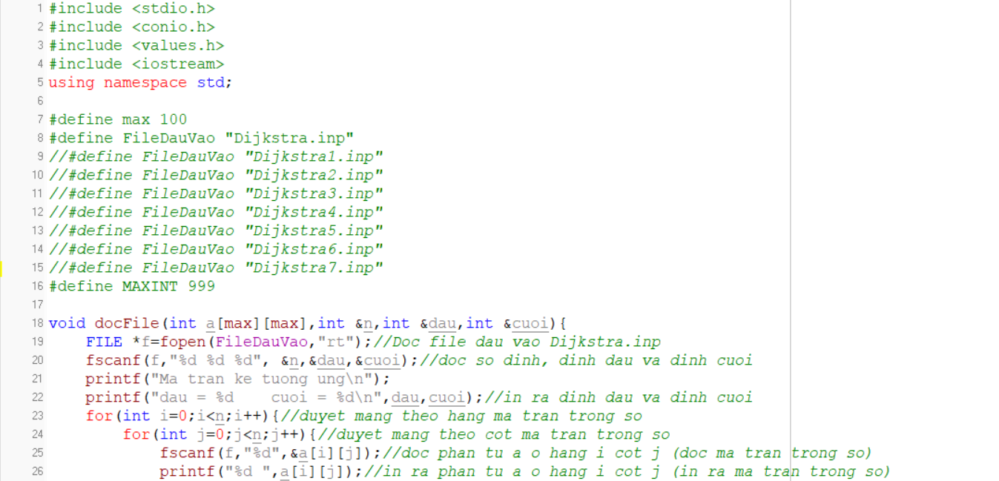 1 #include <stdio.h>
2 #include <conio.h>
3 #include <values.h>
4 #include <iostream>
5 using namespace std;
6
7 #define max 100
8 #define FileDauVao "Dijkstra.inp"
9 //#define FileDauVao "Dijkstra1.inp"
10 //#define FileDauVao "Dijkstra2.inp"
11 //#define FileDauVao "Dijkstra3.inp"
12 //#define FileDauVao "Dijkstra4.inp"
13 //#define FileDauVao "Dijkstra5.inp"
14 //#define FileDauVao "Dijkstra6.inp"
15 //#define FileDauVao "Dijkstra7.inp"
16 #define MAXINT 999
17
18 void docFile(int a[max][max],int &n,int &dau,int &cuoi){
19     FILE *f=fopen(FileDauVao,"rt");//Doc file dau vao Dijkstra.inp
20     fscanf(f,"%d %d %d", &n,&dau,&cuoi);//doc so dinh, dinh dau va dinh cuoi
21     printf("Ma tran ke tuong ung\n");
22     printf("dau = %d    cuoi = %d\n",dau,cuoi);//in ra dinh dau va dinh cuoi
23     for(int i=0;i<n;i++){//duyet mang theo hang ma tran trong so
24         for(int j=0;j<n;j++){//duyet mang theo cot ma tran trong so
25             fscanf(f,"%d",&a[i][j]);//doc phan tu a o hang i cot j (doc ma tran trong so)
26             printf("%d ",a[i][j]);//in ra phan tu a o hang i cot j (in ra ma tran trong so)